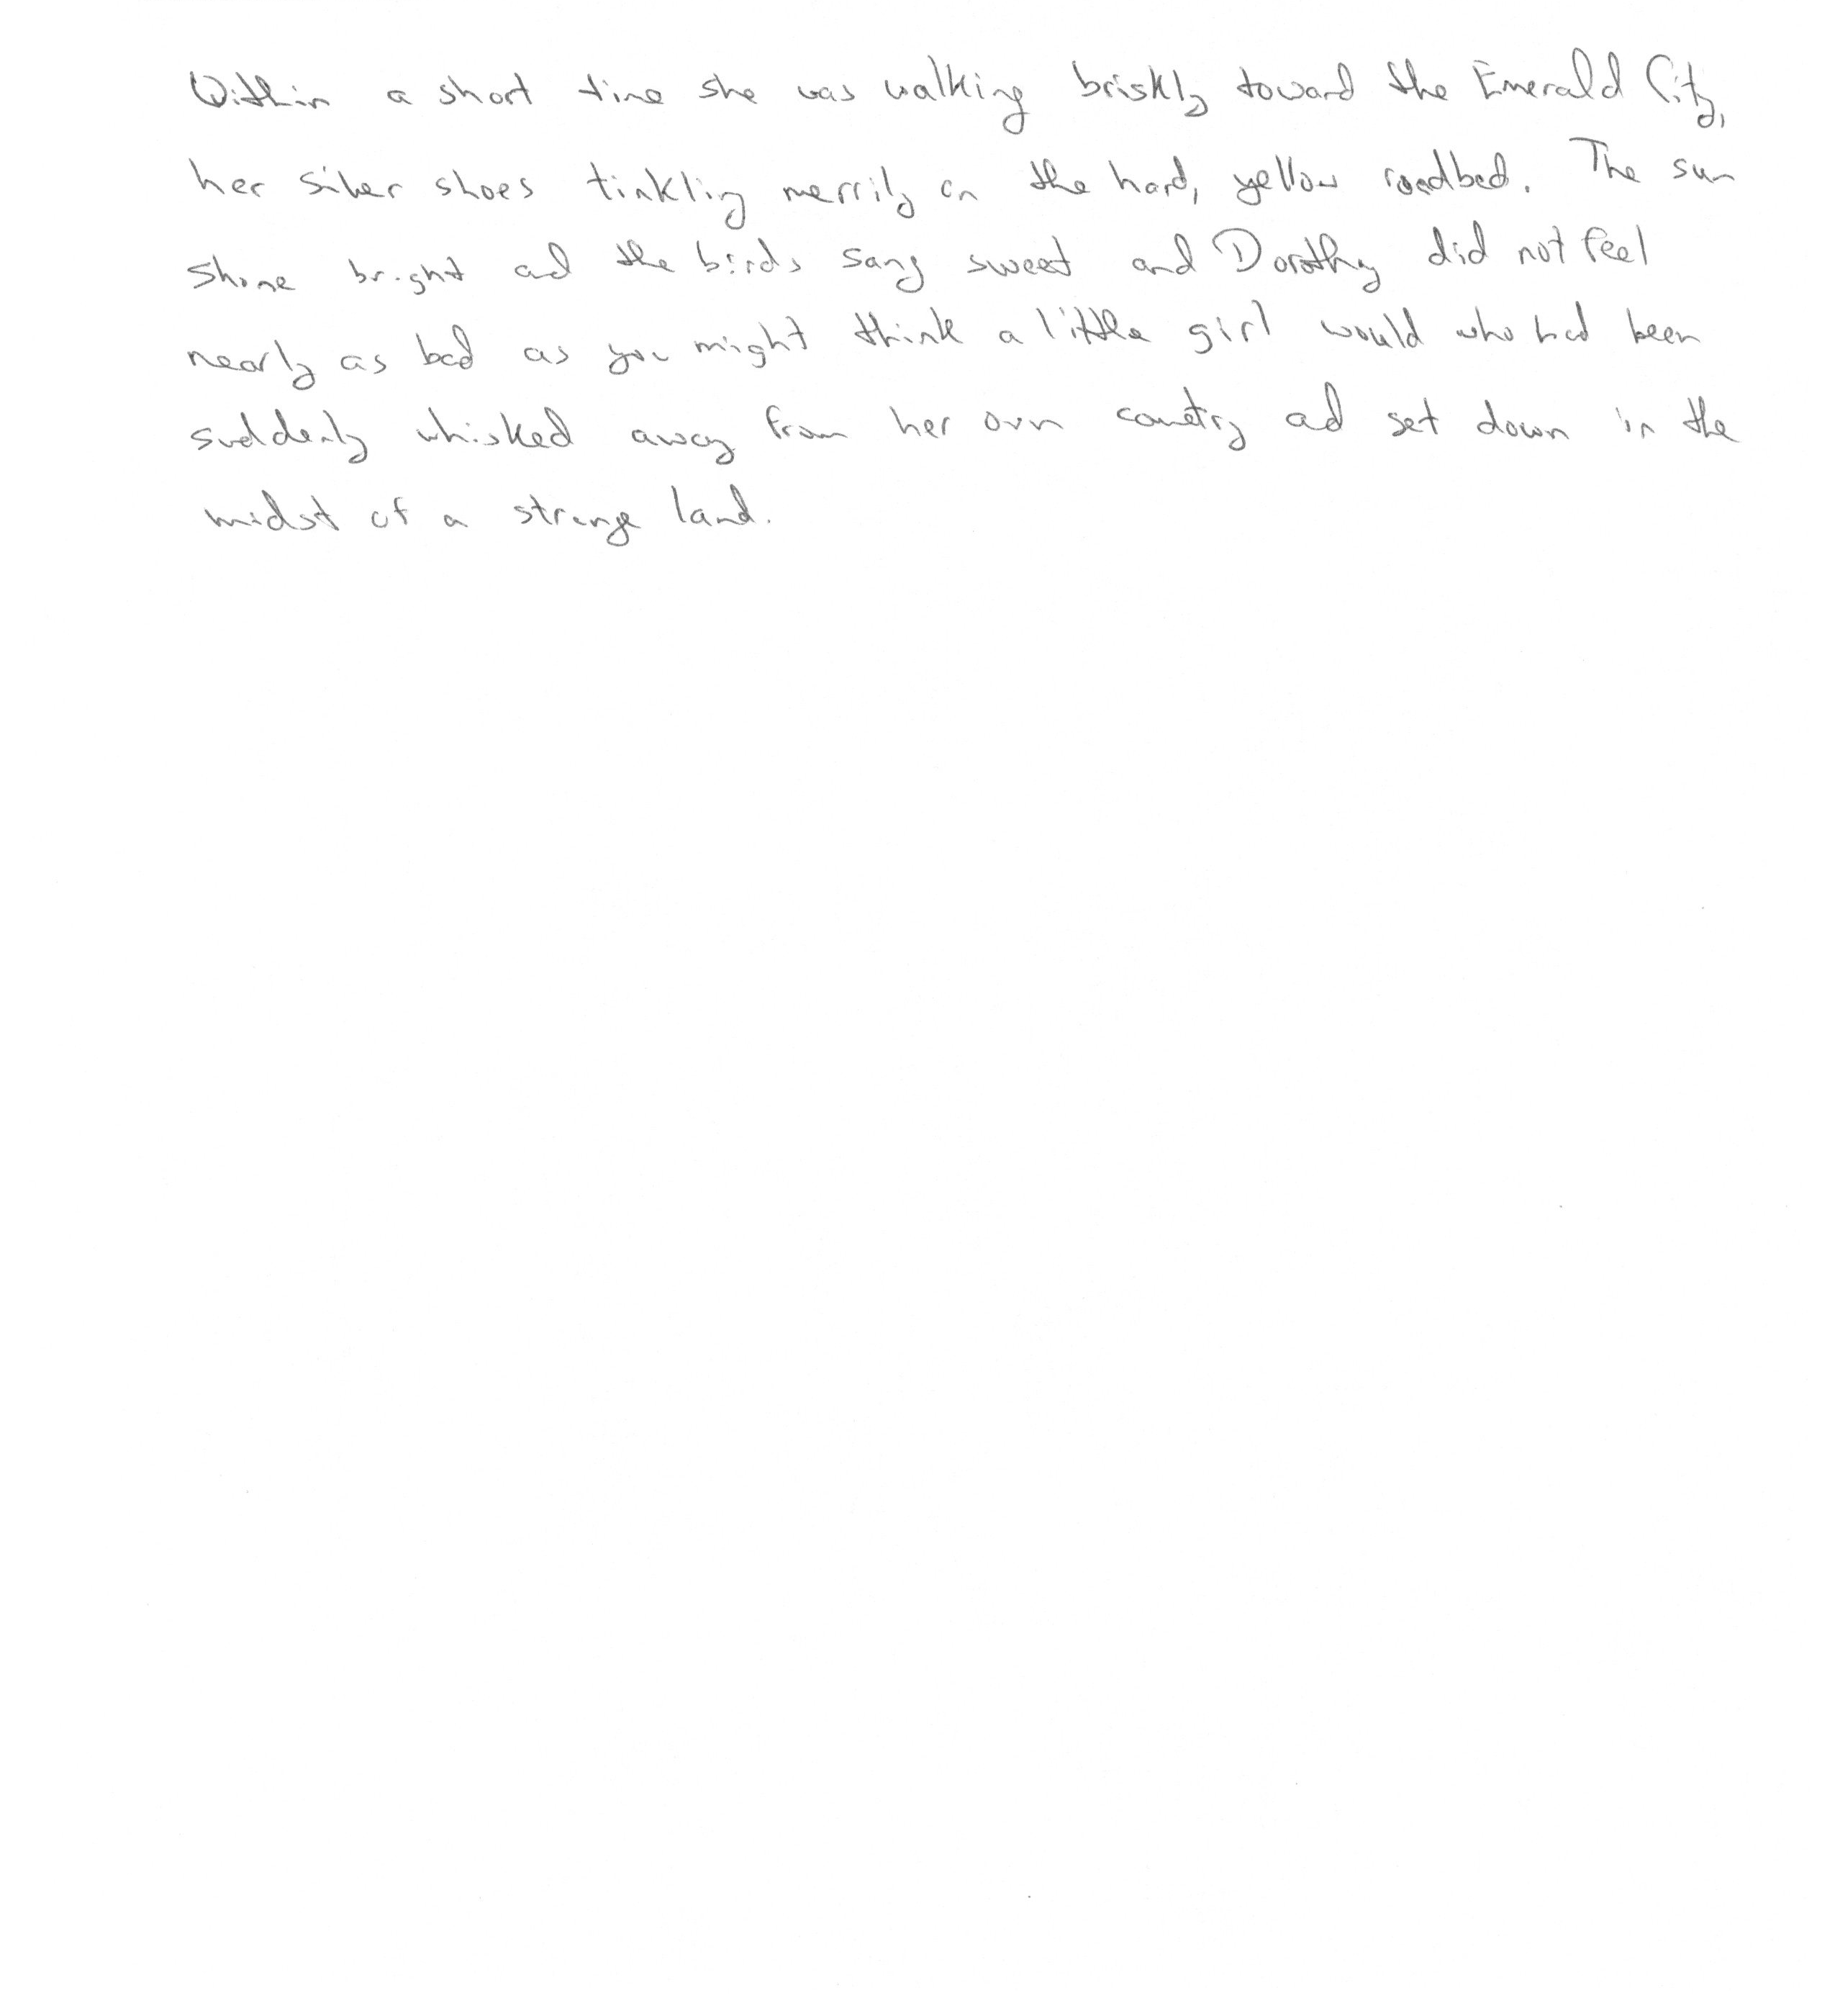 Within a short time she was walking briskly toward the Emerald City,
her silver shoes tinkling merrily on the hard, yellow roadbed. The sun
shone bright and the birds sang sweet and Dorothy did not feel
nearly as bad as you might think a little girl would who had been
suddenly whisked away from her own country and set down in the
midst of a strange land.